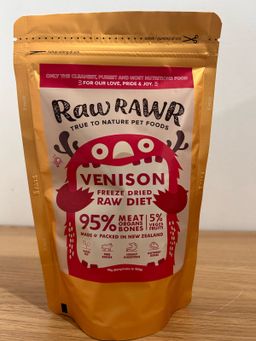 ONLY THE CLEANEST, PUREST AND MOST NUTRITIOUS FOOD
FOR OUR LOVE, PRIDE & JOY.
Raw RAWR
TRUE TO NATURE PET FOODS
VENISON
FREEZE DRIED
RAW DIET
95% MEAT ORGANS BONES 5% VEGES FRUITS
MADE & PACKED IN NEW ZEALAND